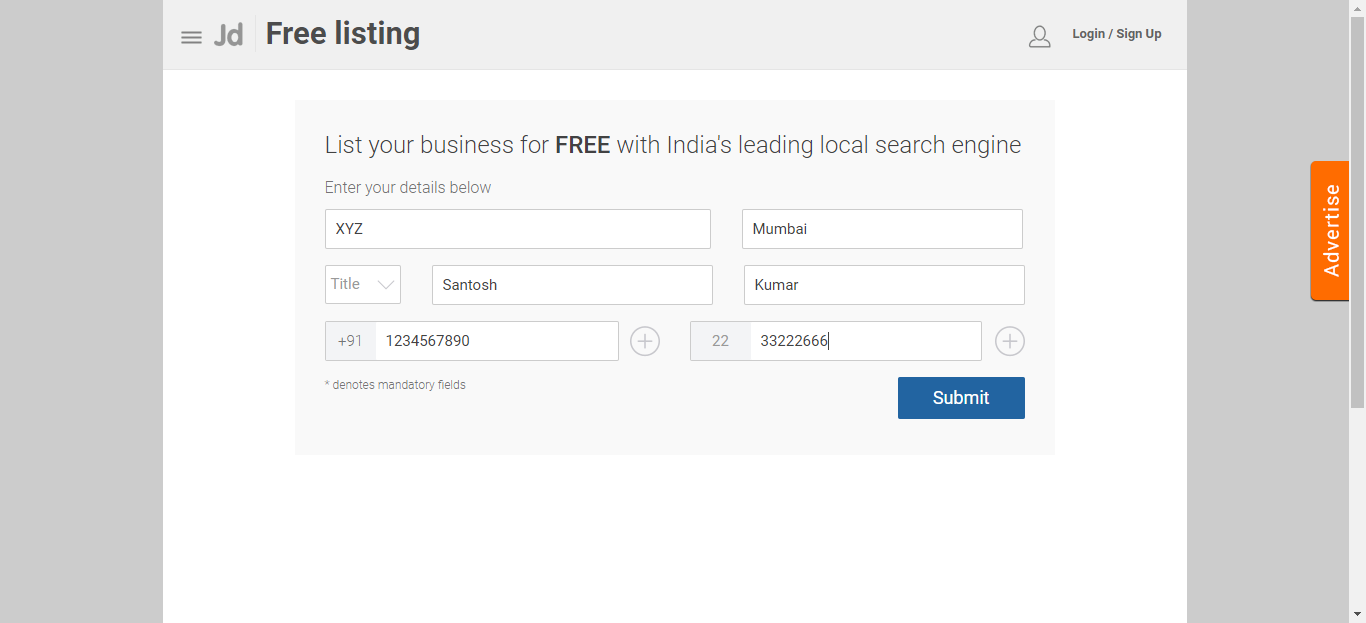 Jd Free listing Login / Sign Up
List your business for FREE with India's leading local search engine
Enter your details below
XYZ Mumbai
Title Santosh Kumar
+91 1234567890 22 33222666
* denotes mandatory fields
Submit
Advertise